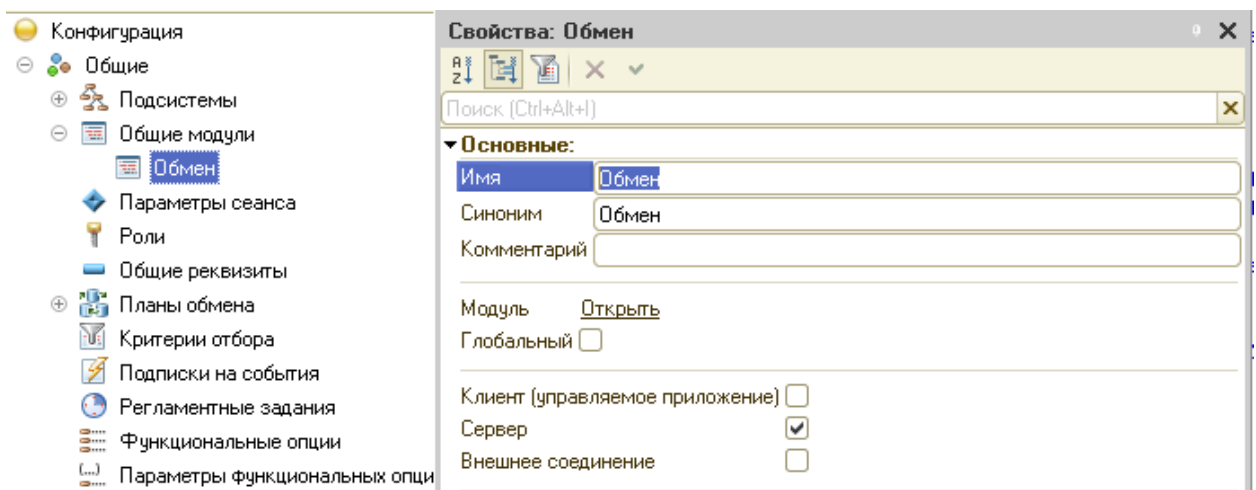 Конфигурация
Общие
Подсистемы
Общие модули
Обмен
Параметры сеанса
Роли
Общие реквизиты
Планы обмена
Критерии отбора
Подписки на события
Регламентные задания
Функциональные опции
Параметры функциональных опци
Свойства: Обмен
Поиск (Ctrl+Alt+I)
Основные:
Имя Обмен
Синоним Обмен
Комментарий
Модуль Открыть
Глобальный
Клиент (управляемое приложение)
Сервер
Внешнее соединение